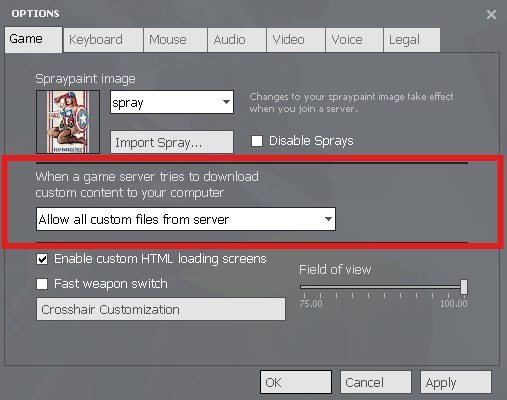 OPTIONS
Game Keyboard Mouse Audio Video Voice Legal
Spraypaint image
spray
Changes to your spraypaint image take effect
when you join a server.
Import Spray...
Disable Sprays
When a game server tries to download
custom content to your computer
Allow all custom files from server
Enable custom HTML loading screens
Fast weapon switch
Field of view
75.00 100.00
Crosshair Customization
OK Cancel Apply